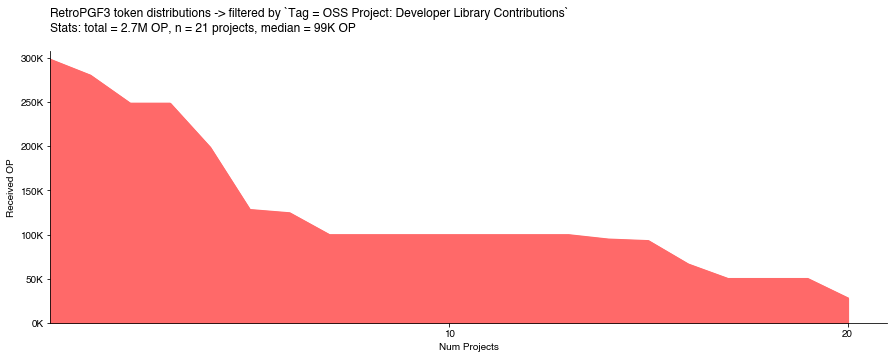 RetroPGF3 token distributions -> filtered by `Tag = OSS Project: Developer Library Contributions`
Stats: total = 2.7M OP, n = 21 projects, median = 99K OP
300K
250K
200K
150K
100K
50K
0K
Received OP
10
20
Num Projects